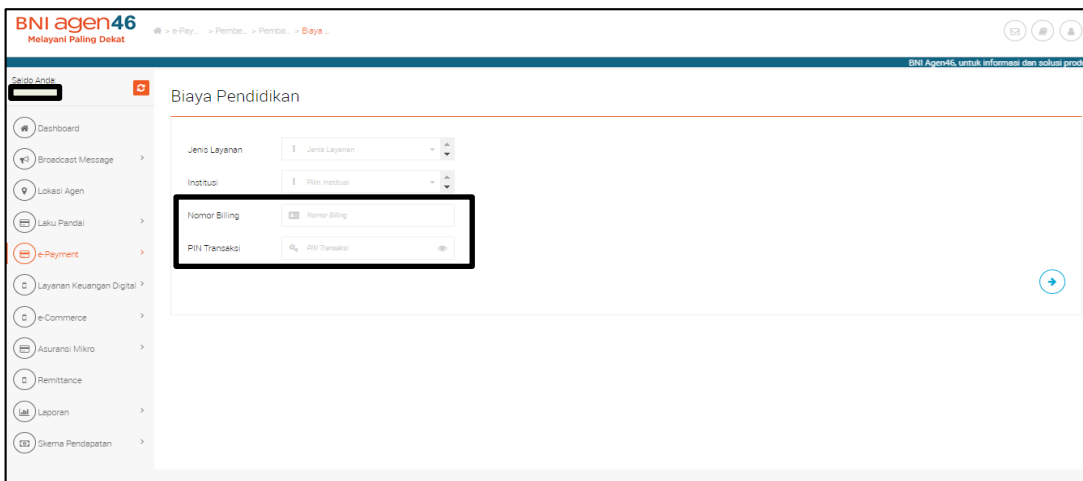 BNI agen46
Melayani Paling Dekat
> e-Pay... > Pembe... > Pemba... > Biaya ...
BNI Agen46, untuk informasi dan solusi produ
Saldo Anda:
Biaya Pendidikan
Dashboard
Broadcast Message
Lokasi Agen
Laku Pandai
e-Payment
Layanan Keuangan Digital
e-Commerce
Asuransi Mikro
Remittance
Laporan
Skema Pendapatan
Jenis Layanan Jenis Layanan
Institusi Pilih Institusi
Nomor Billing Nomor Billing
PIN Transaksi PIN Transaksi